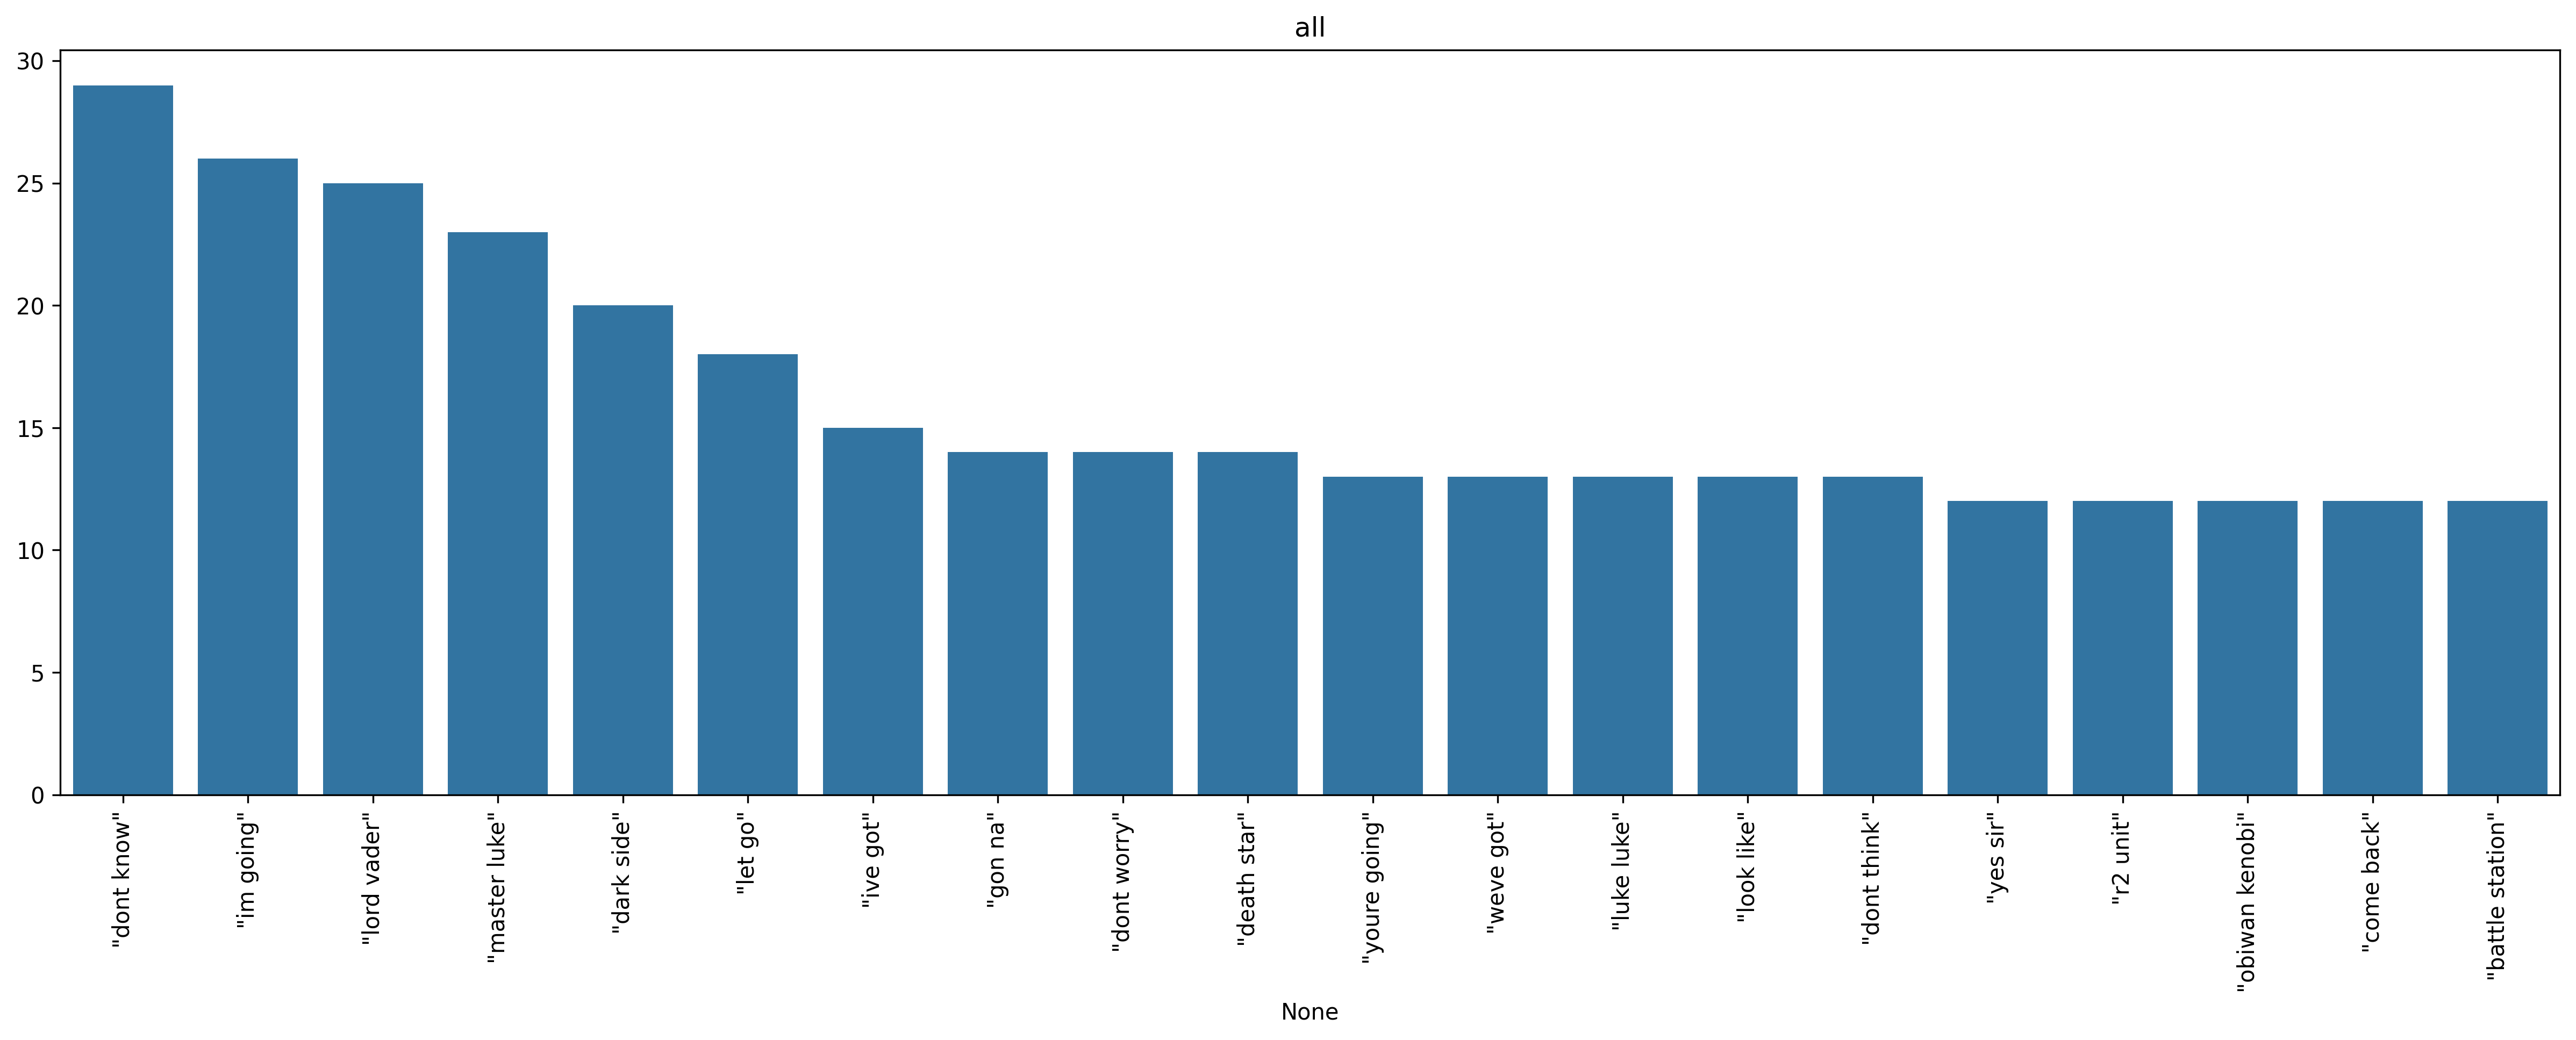 all
30
25
20
15
10
5
0
"dont know"
"im going"
"lord vader"
"master luke"
"dark side"
"let go"
"ive got"
"gon na"
"dont worry"
"death star"
"youre going"
"weve got"
"luke luke"
"look like"
"dont think"
"yes sir"
"r2 unit"
"obiwan kenobi"
"come back"
"battle station"
None